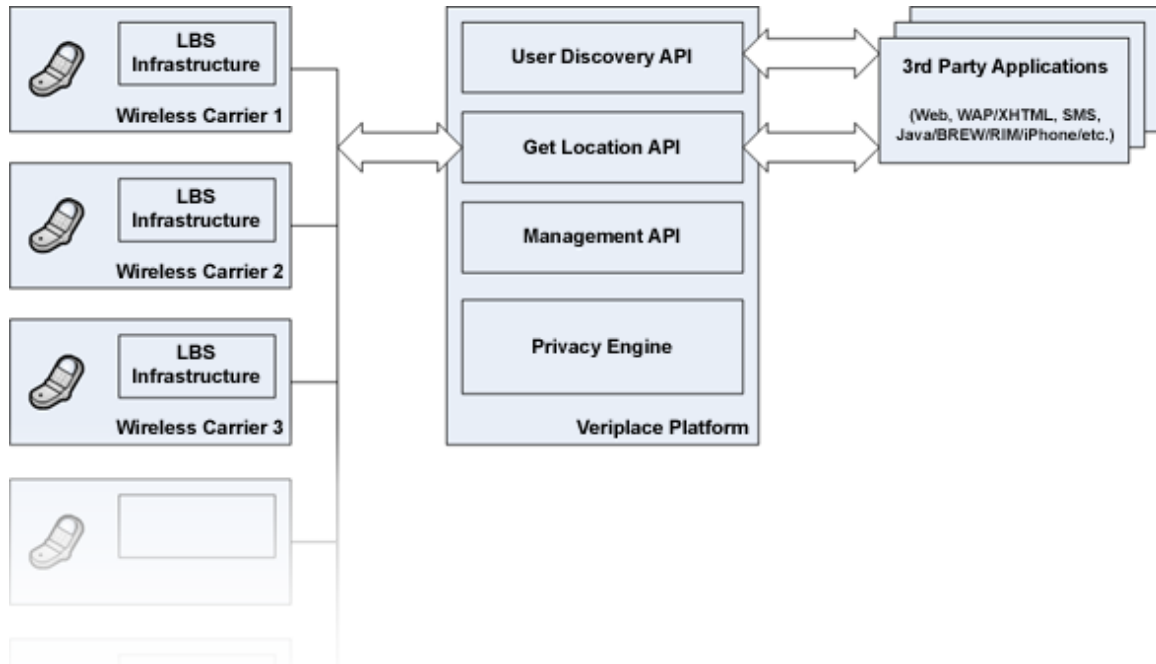 LBS
Infrastructure
Wireless Carrier 1
LBS
Infrastructure
Wireless Carrier 2
LBS
Infrastructure
Wireless Carrier 3
User Discovery API
Get Location API
Management API
Privacy Engine
Veriplace Platform
3rd Party Applications
(Web, WAP/XHTML, SMS,
Java/BREW/RIM/iPhone/etc.)